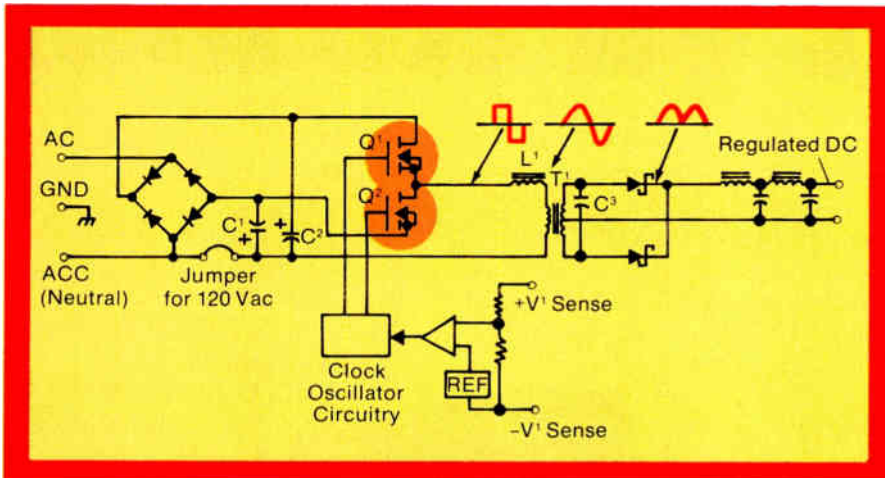 AC
GND
ACC
(Neutral)
Jumper
for 120 Vac
C¹
+
+
C²
Q¹
Q²
L¹
T¹
C³
Regulated DC
Clock
Oscillator
Circuitry
REF
+V¹ Sense
–V¹ Sense